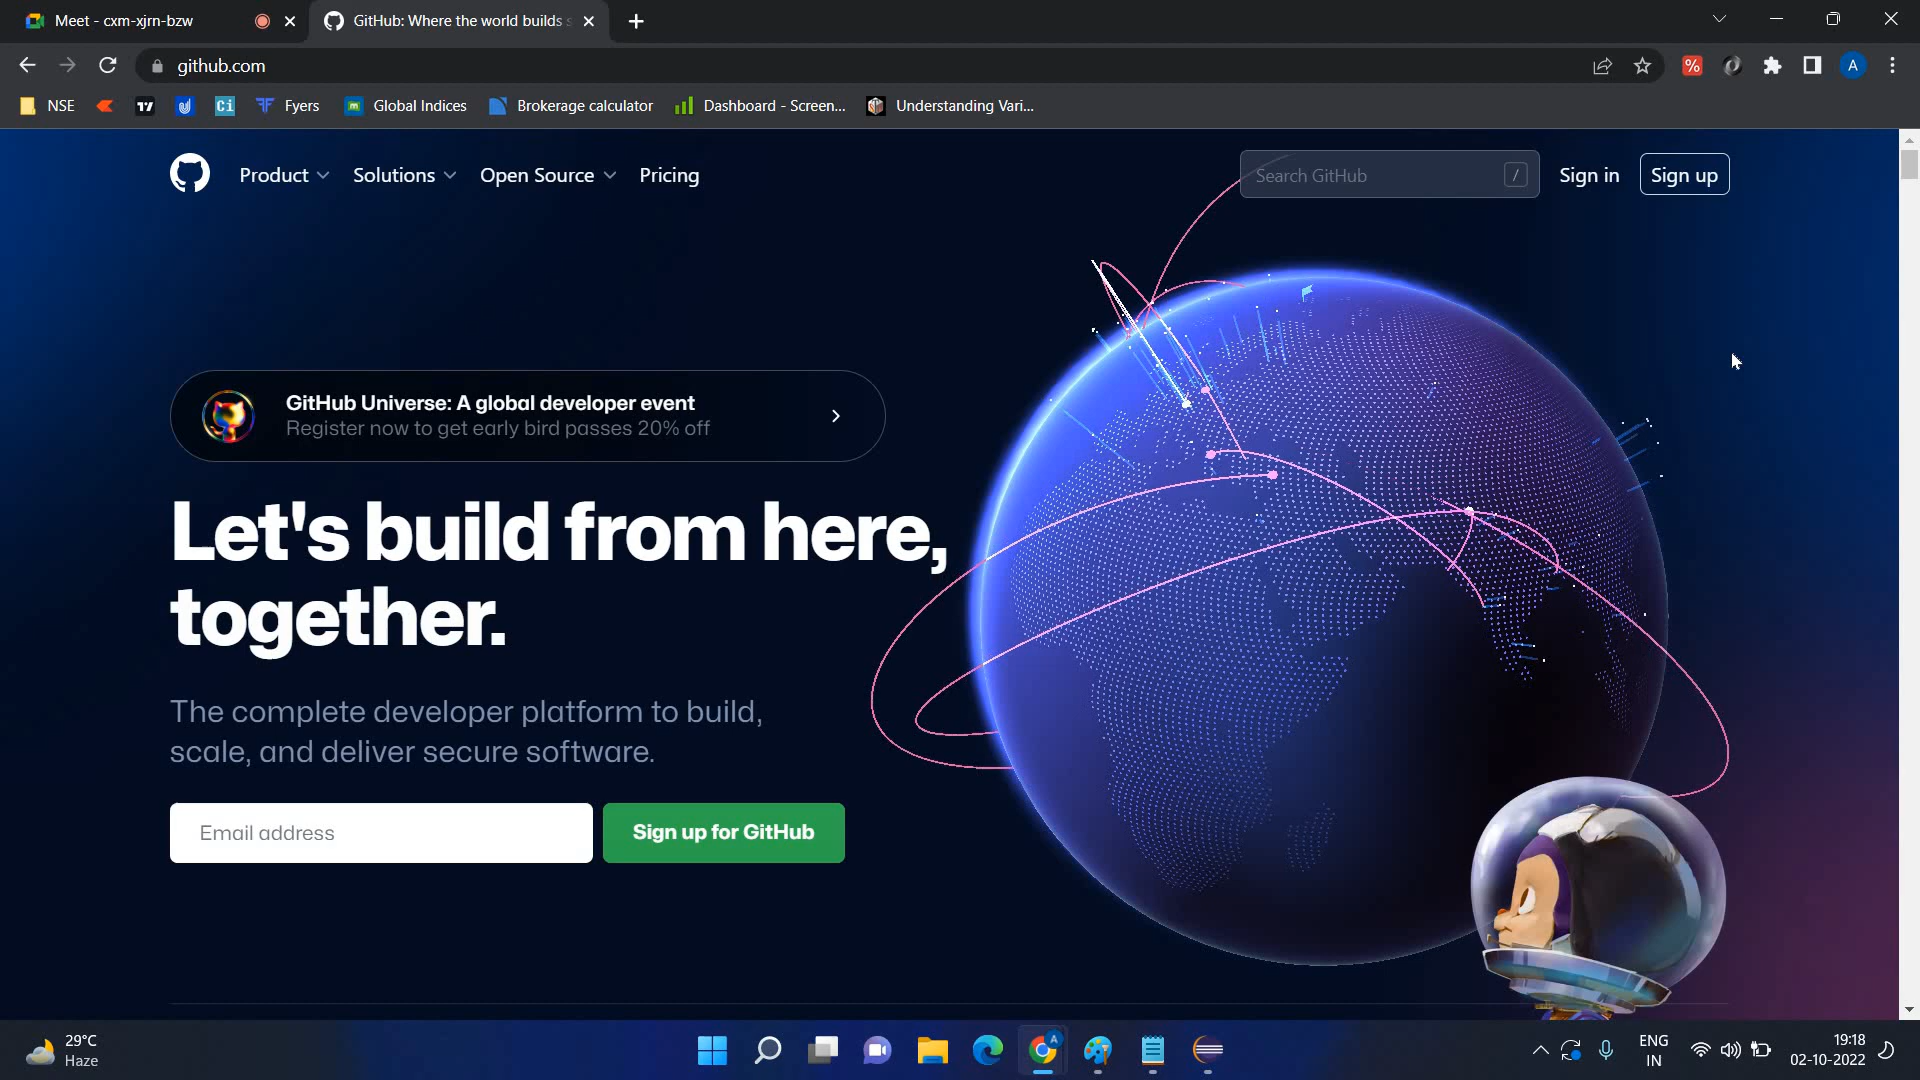 Meet - cxm-xjrn-bzw
GitHub: Where the world builds s
github.com
A
NSE
Ci
Fyers
Global Indices
Brokerage calculator
Dashboard - Screen...
Understanding Vari...
Product
Solutions
Open Source
Pricing
Search GitHub
/
Sign in
Sign up
GitHub Universe: A global developer event
Register now to get early bird passes 20% off
Let's build from here,
together.
The complete developer platform to build,
scale, and deliver secure software.
Email address
Sign up for GitHub
29°C
Haze
A
ENG
IN
19:18
02-10-2022